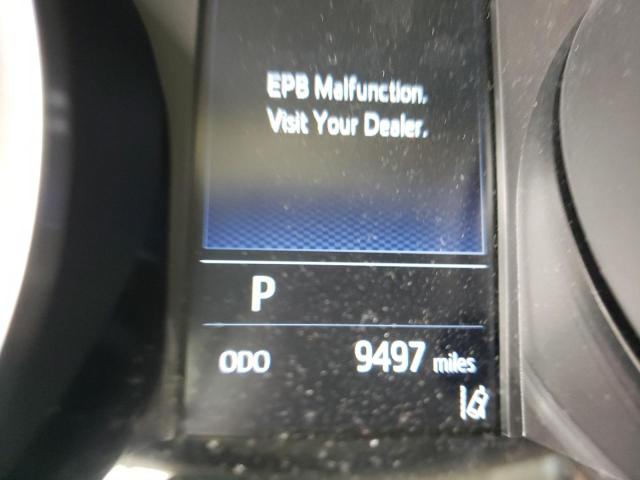 EPB Malfunction.
Visit Your Dealer.
P
ODO 9497 miles